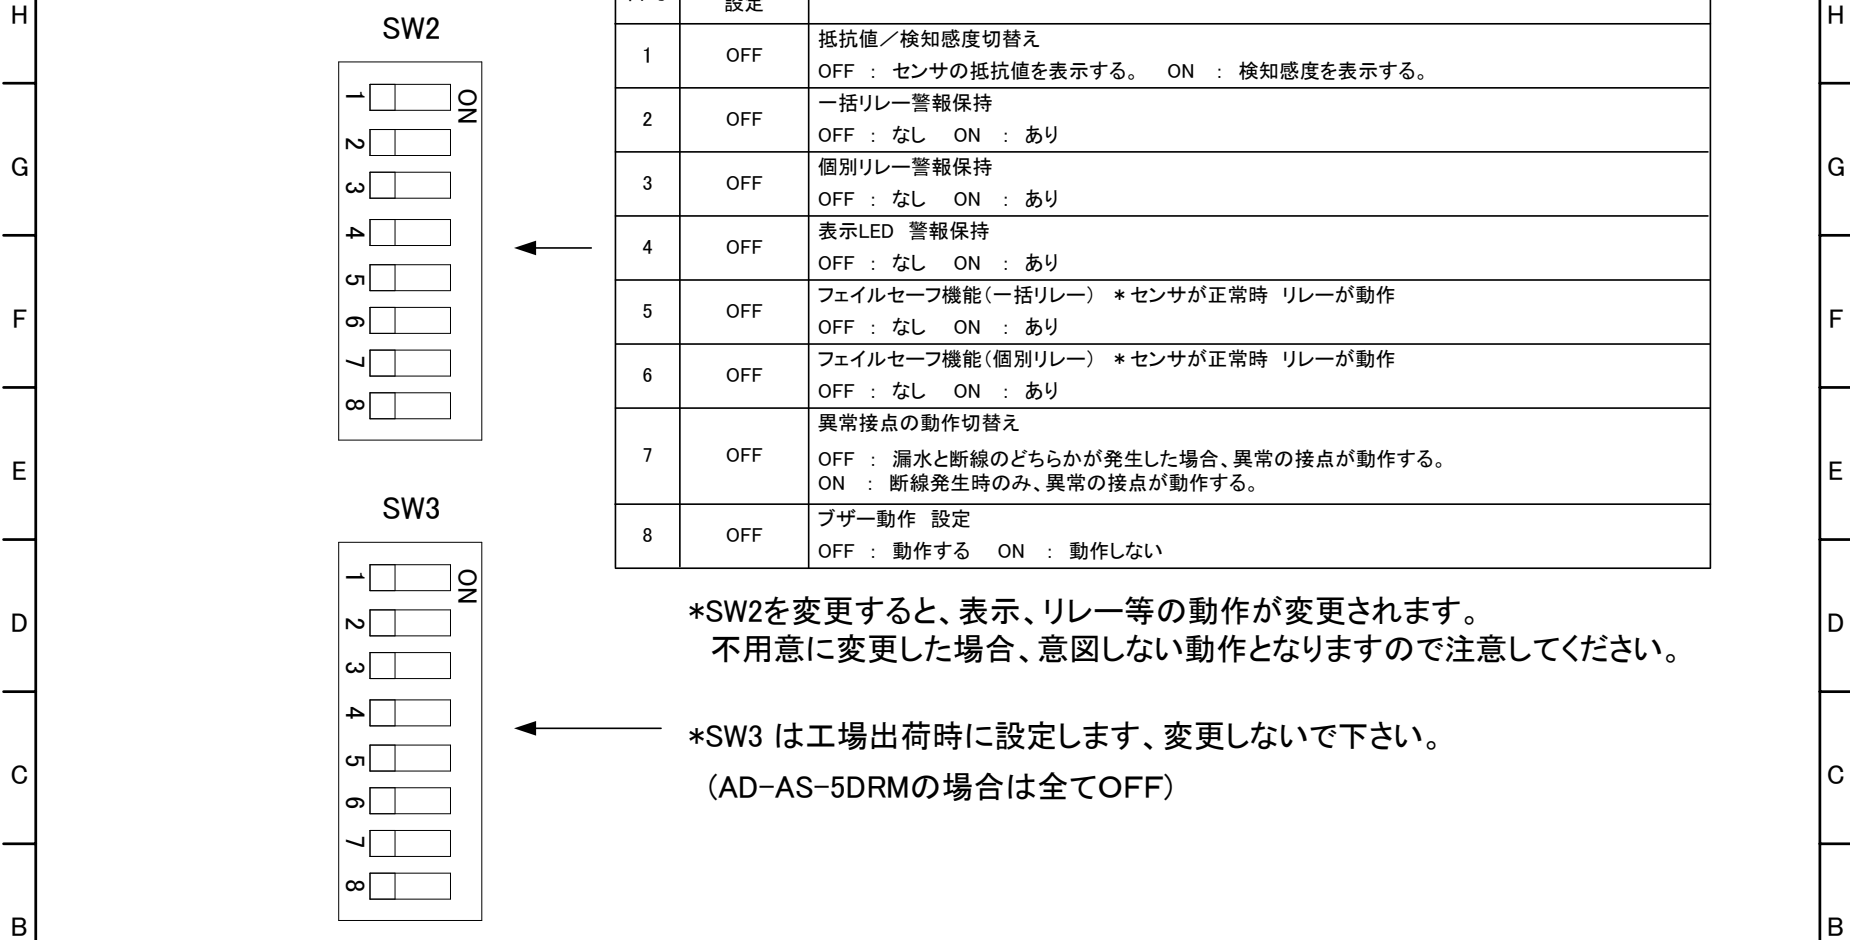 H
H
SW2
設定
1 OFF 抵抗値／検知感度切替え
OFF ： センサの抵抗値を表示する。 ON ： 検知感度を表示する。
2 OFF 一括リレー警報保持
OFF ： なし ON ： あり
3 OFF 個別リレー警報保持
OFF ： なし ON ： あり
4 OFF 表示LED 警報保持
OFF ： なし ON ： あり
5 OFF フェイルセーフ機能（一括リレー） ＊センサが正常時 リレーが動作
OFF ： なし ON ： あり
6 OFF フェイルセーフ機能（個別リレー） ＊センサが正常時 リレーが動作
OFF ： なし ON ： あり
7 OFF 異常接点の動作切替え
OFF ： 漏水と断線のどちらかが発生した場合、異常の接点が動作する。
ON ： 断線発生時のみ、異常の接点が動作する。
8 OFF ブザー動作 設定
OFF ： 動作する ON ： 動作しない
1 ON
2
3
4
5
6
7
8
G
G
F
F
E
E
SW3
1 ON
2
3
4
5
6
7
8
*SW2を変更すると、表示、リレー等の動作が変更されます。
不用意に変更した場合、意図しない動作となりますので注意してください。
*SW3 は工場出荷時に設定します、変更しないで下さい。
（AD-AS-5DRMの場合は全てOFF）
D
D
C
C
B
B